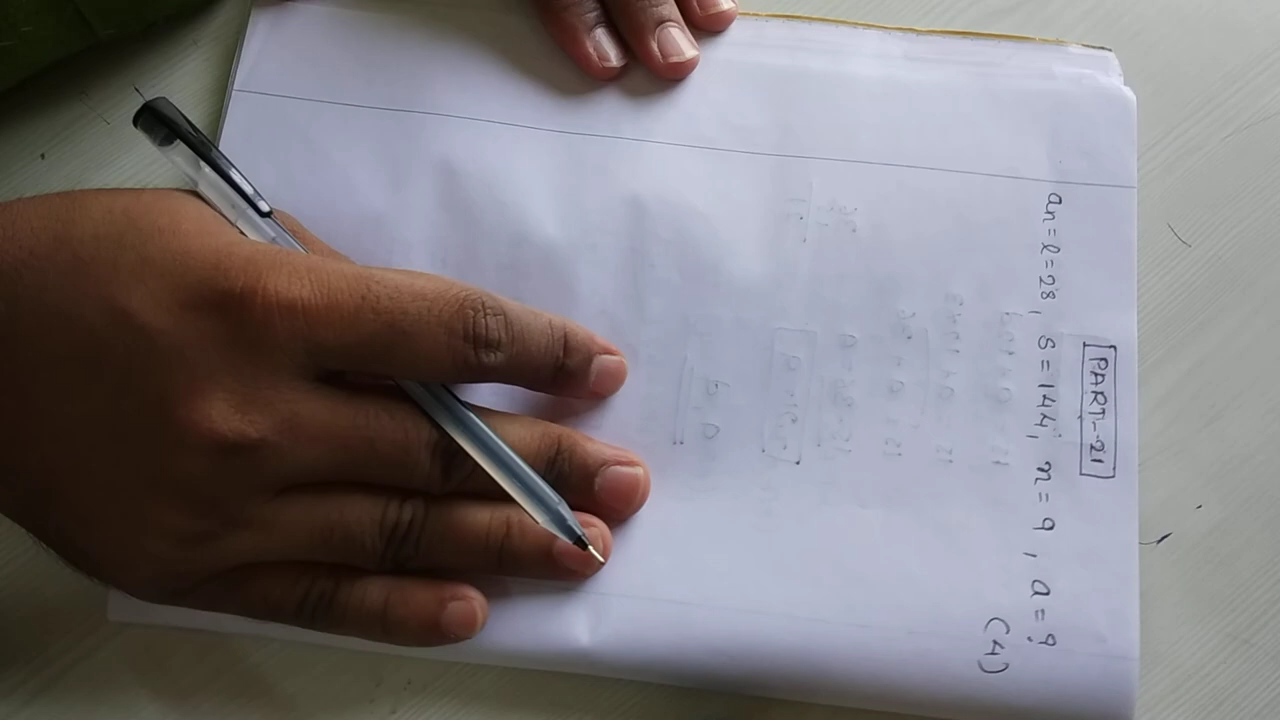 PART-21
an = l = 28, S = 144, n = 9, a = ?
(4)